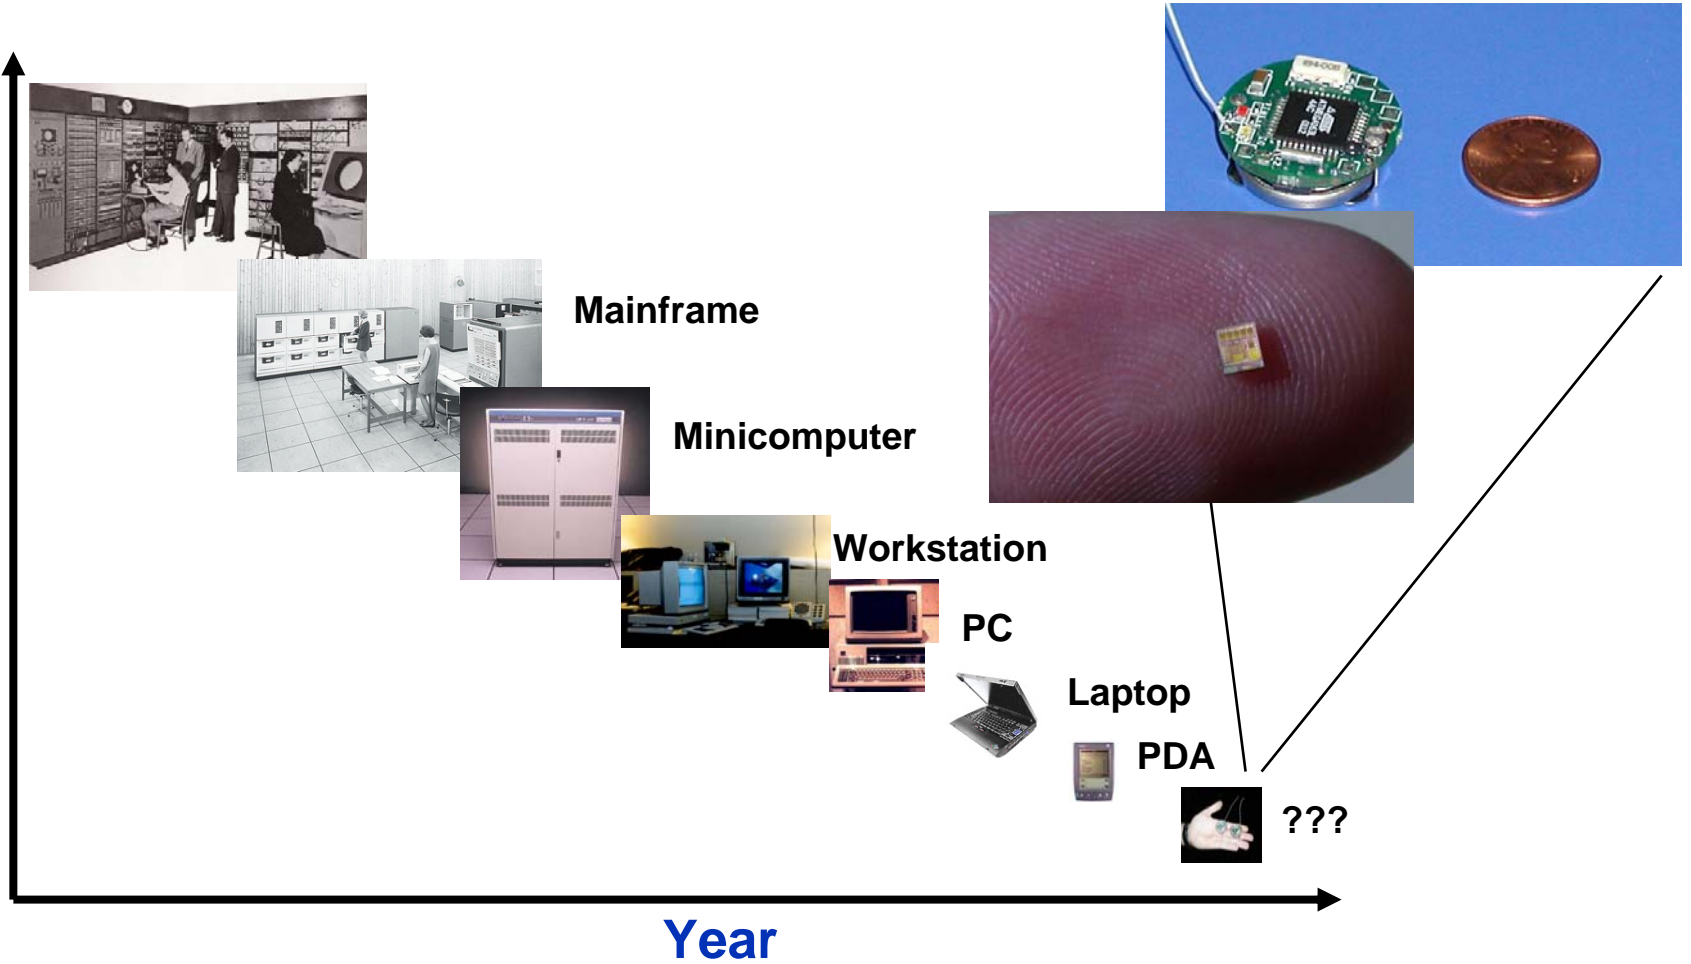 Mainframe
Minicomputer
Workstation
PC
Laptop
PDA
???
Year